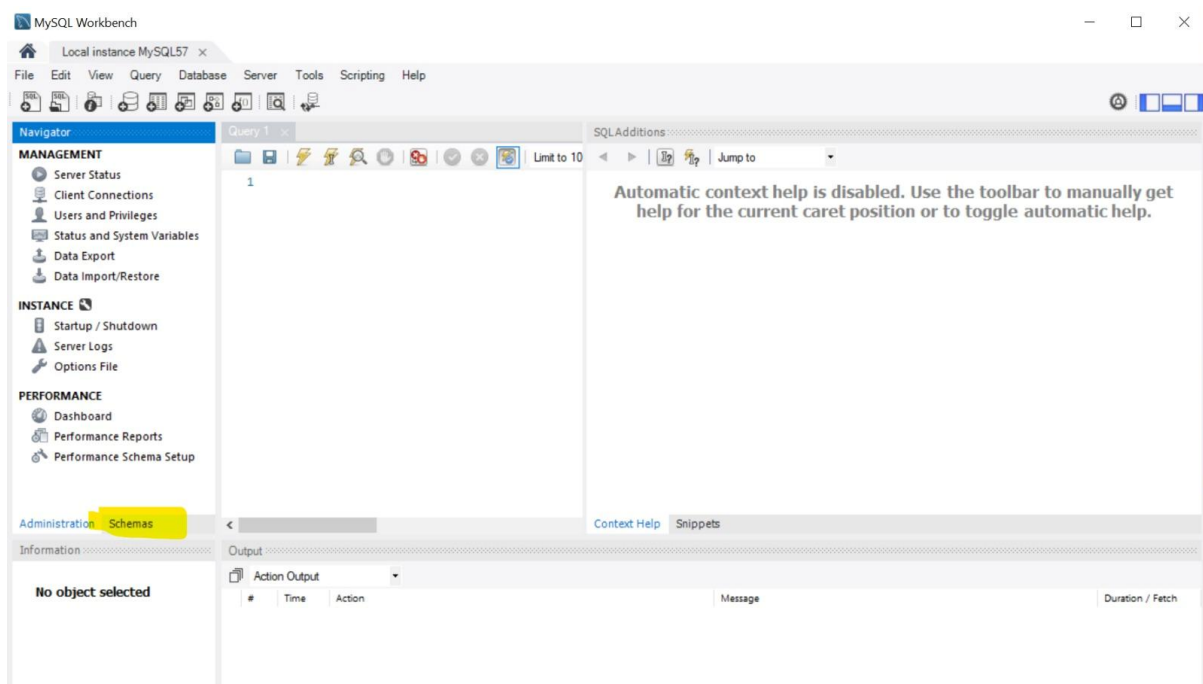 MySQL Workbench
Local instance MySQL57
File Edit View Query Database Server Tools Scripting Help
Navigator
MANAGEMENT
Server Status
Client Connections
Users and Privileges
Status and System Variables
Data Export
Data Import/Restore
INSTANCE
Startup / Shutdown
Server Logs
Options File
PERFORMANCE
Dashboard
Performance Reports
Performance Schema Setup
Administration Schemas
Information
No object selected
Query 1
Limit to 10
1
SQLAdditions
Jump to
Automatic context help is disabled. Use the toolbar to manually get
help for the current caret position or to toggle automatic help.
Context Help Snippets
Output
Action Output
# Time Action Message Duration / Fetch